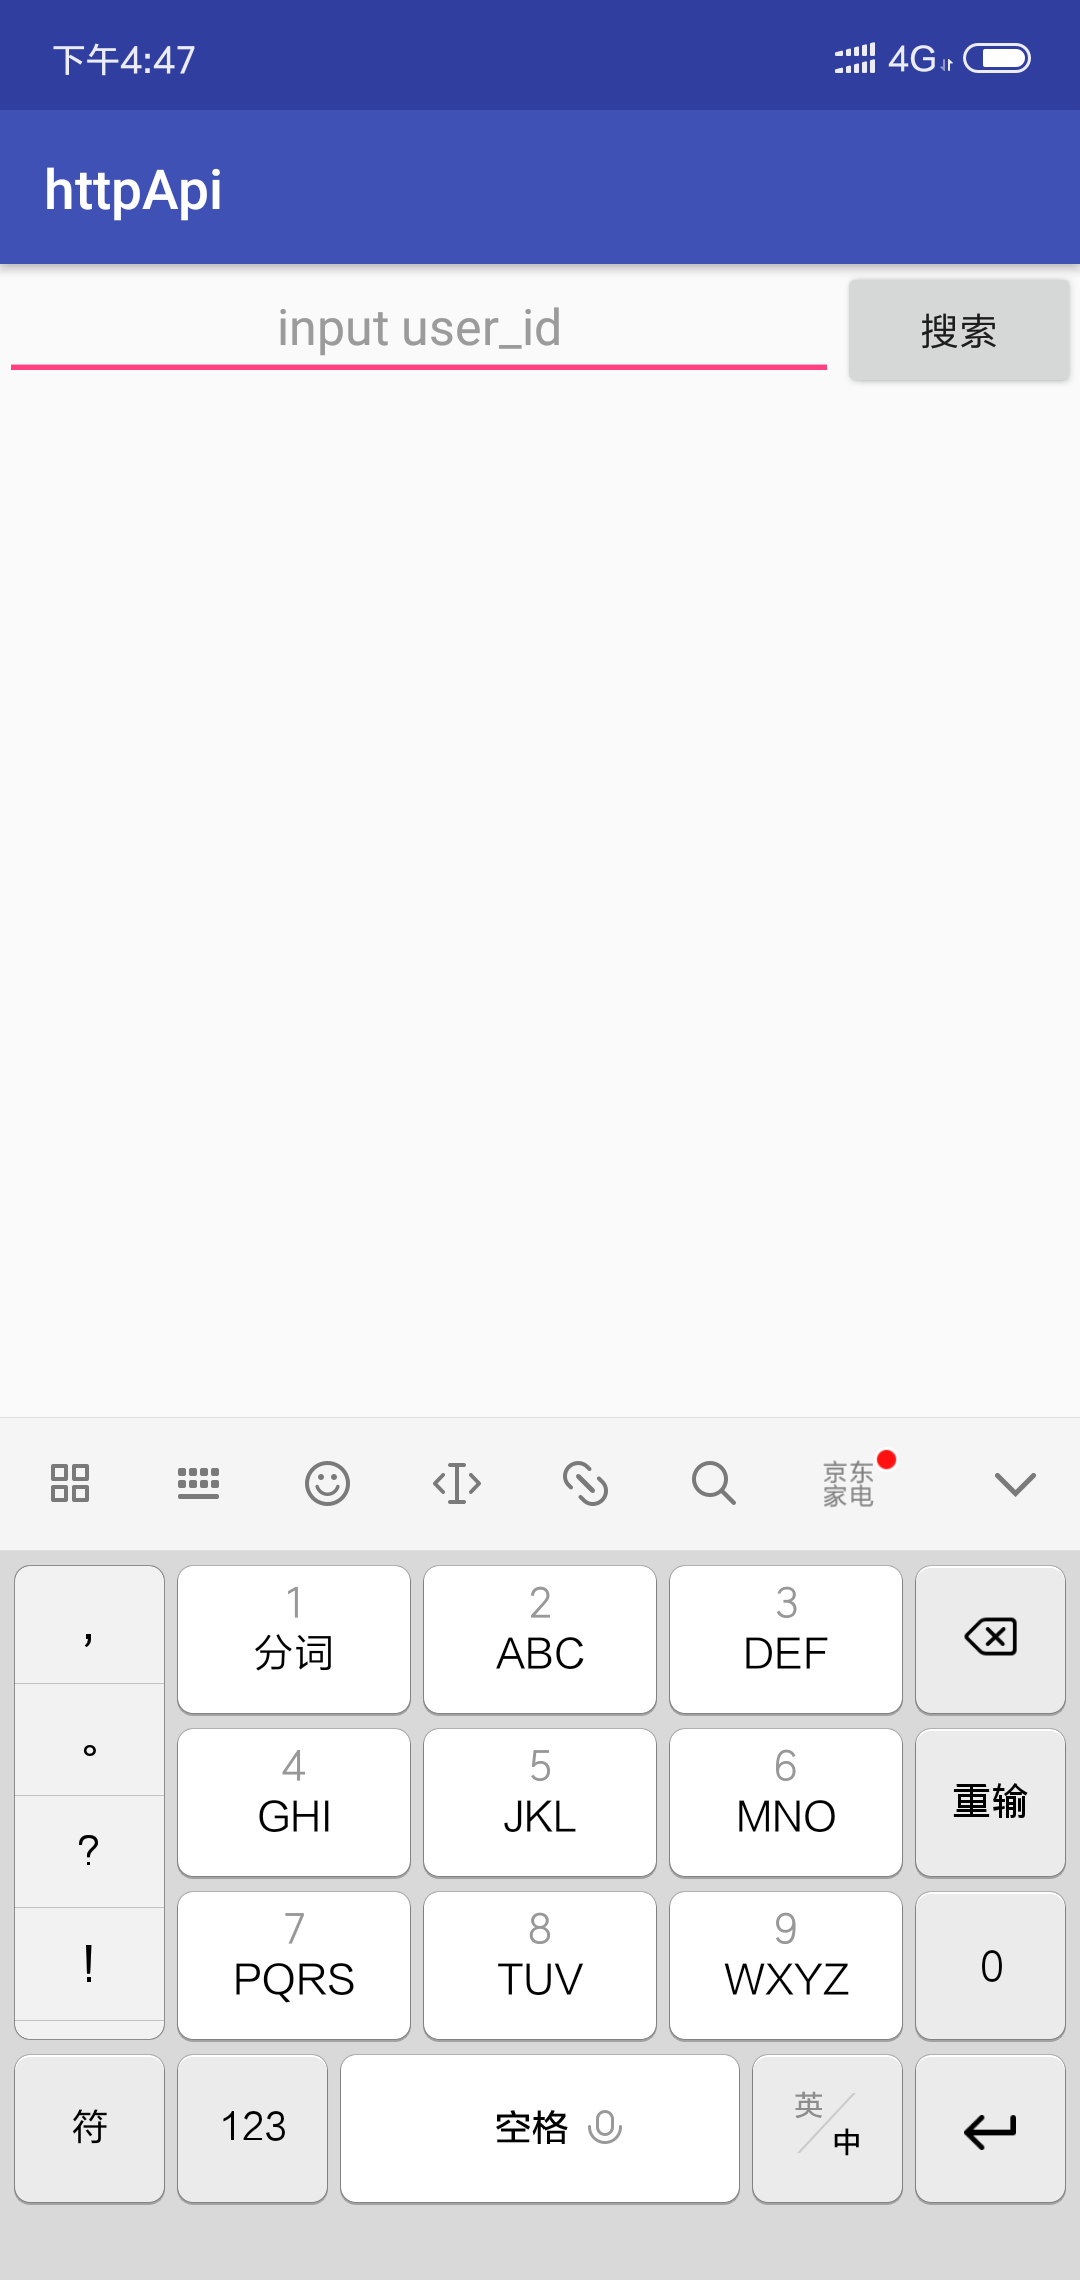 下午4:47 4G
httpApi
input user_id 搜索
京东
家电
， 1 2 3
分词 ABC DEF
。 4 5 6
GHI JKL MNO 重输
?
! 7 8 9
PQRS TUV WXYZ 0
符 123 空格 英/中